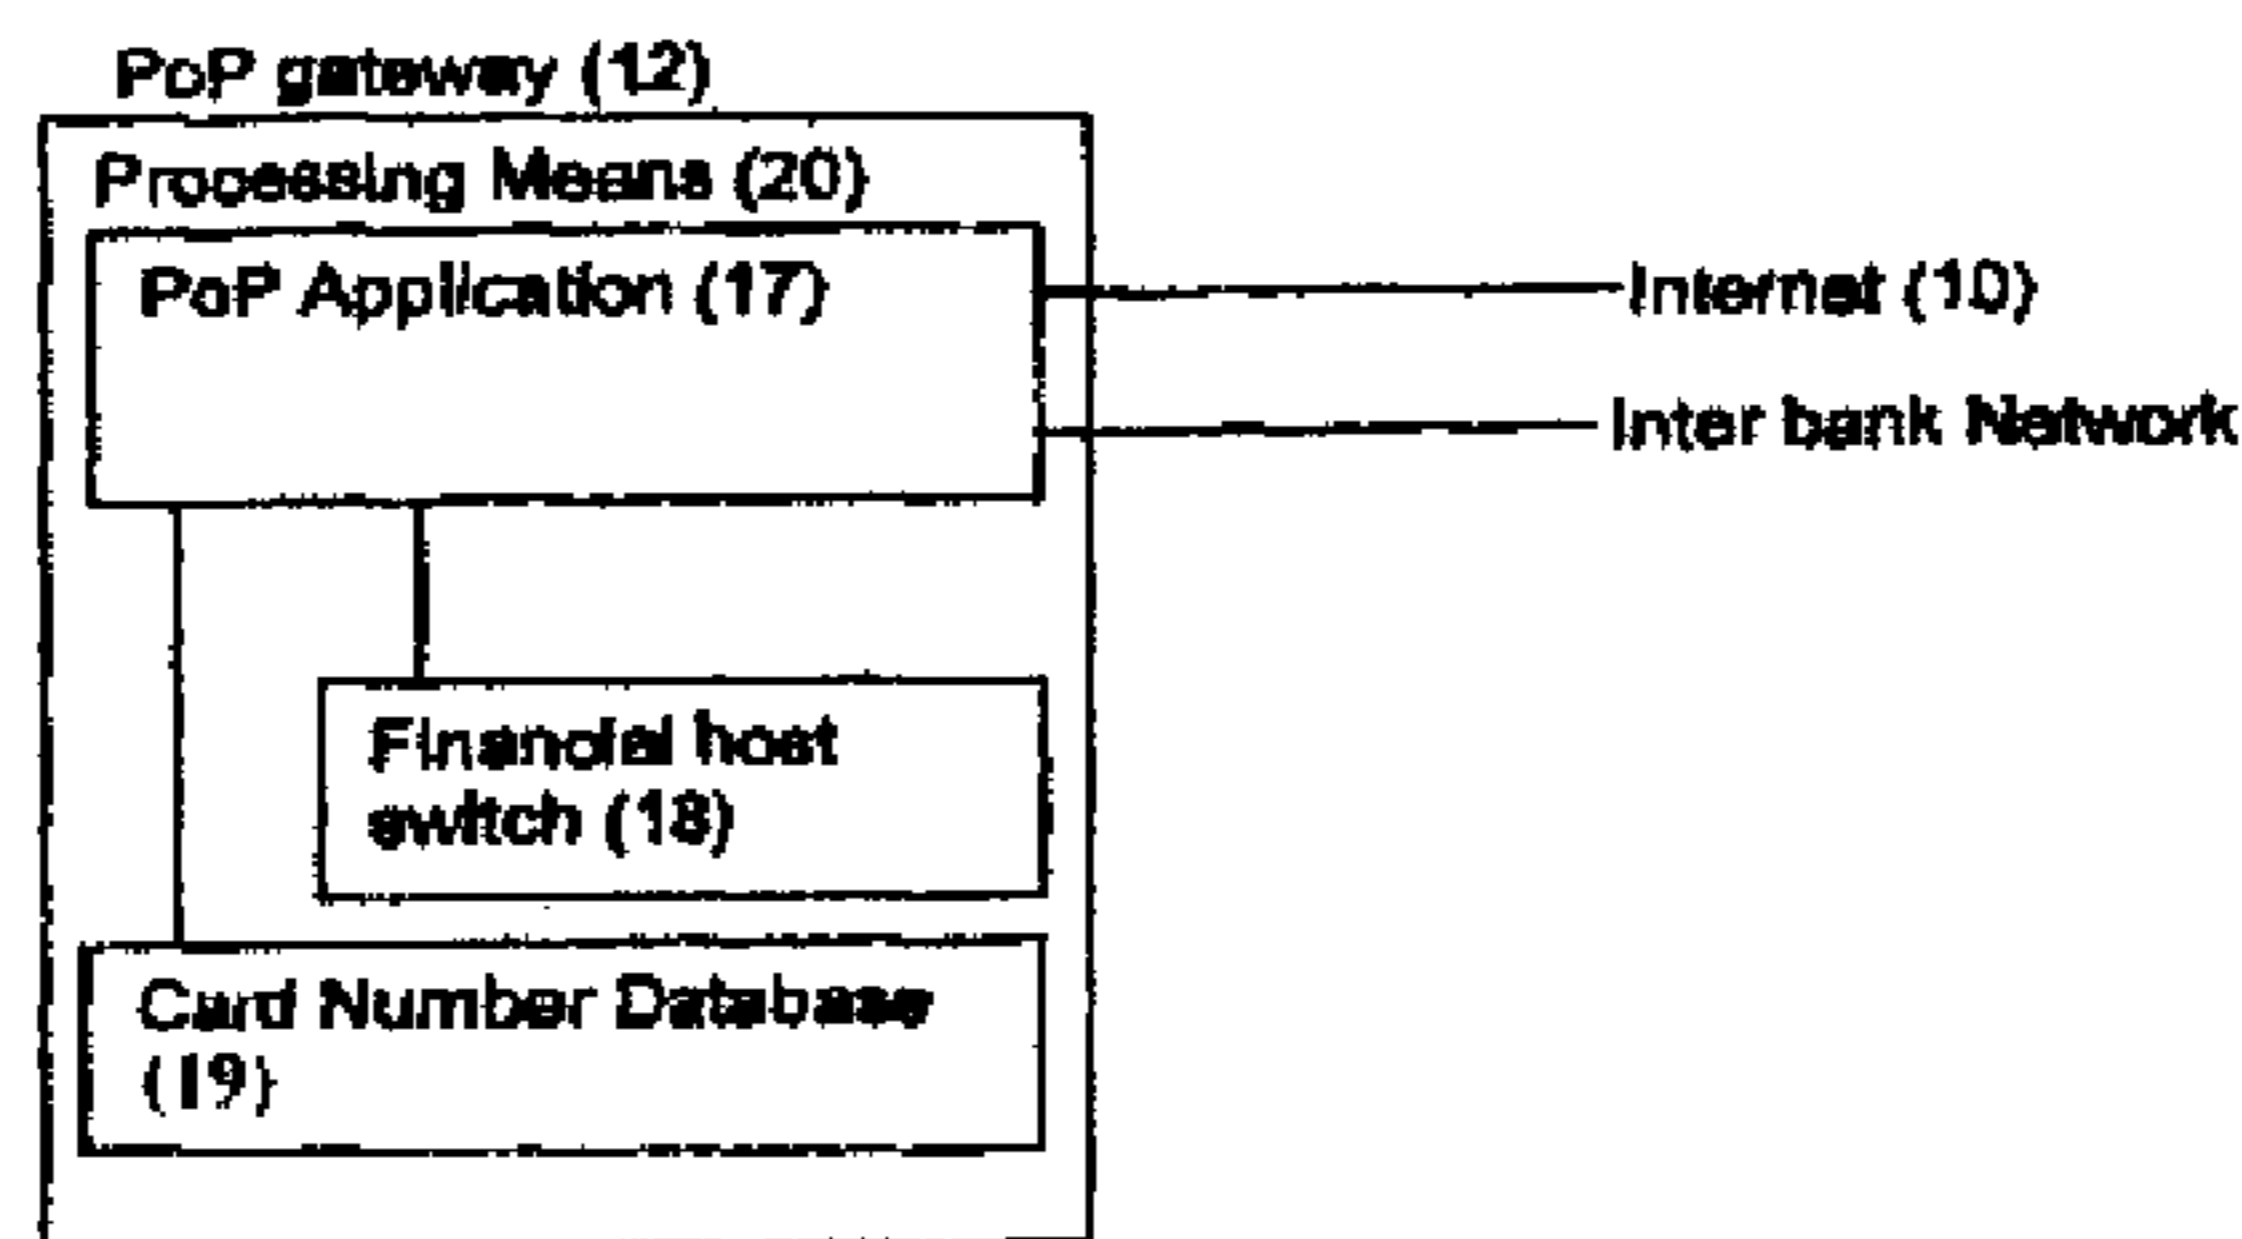 PoP gateway (12)
Processing Means (20)
PoP Application (17)
Internet (10)
Inter bank Network
Financial host
switch (18)
Card Number Database
(19)